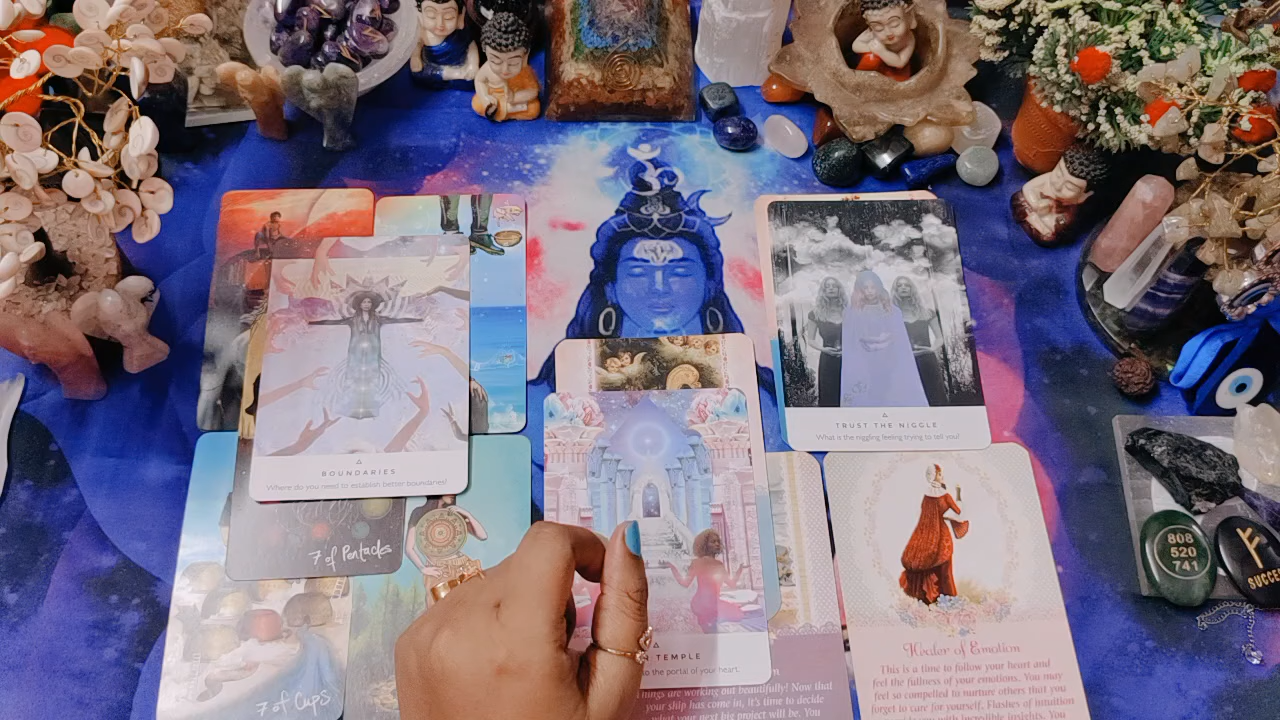 TRUST THE NIGGLE
What is the niggling feeling trying to tell you?
BOUNDARIES
Where do you need to establish better boundaries?
7 of Pentacles
808
520
741
SUCCE
TEMPLE
to the portal of your heart.
Things are working out beautifully! Now that
your ship has come in, it's time to decide
what your next big project will be. You
Healer of Emotion
This is a time to follow your heart and
feel the fullness of your emotions. You may
feel so compelled to nurture others that you
forget to care for yourself. Flashes of intuition
incredible insights. You
7 of Cups